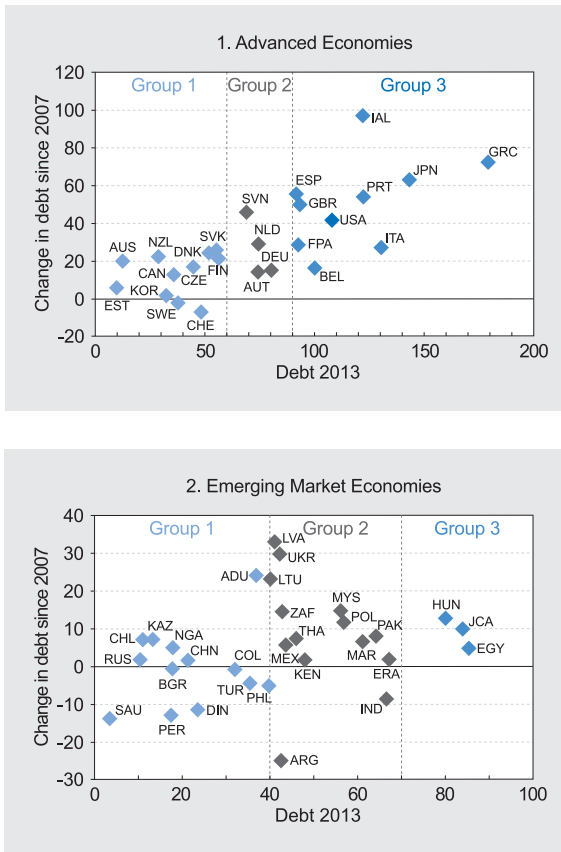 1. Advanced Economies
Group 1 Group 2 Group 3
Change in debt since 2007
120
100
80
60
40
20
0
-20
IAL
GRC
JPN
ESP
PRT
SVN
GBR
USA
NLD
SVK
NZL
DNK
AUS
DEU
FPA
ITA
CAN
CZE
FIN
BEL
KOR
AUT
EST
SWE
CHE
0 50 100 150 200
Debt 2013
2. Emerging Market Economies
Group 1 Group 2 Group 3
Change in debt since 2007
40
30
20
10
0
-10
-20
-30
LVA
UKR
ADU
LTU
MYS
HUN
ZAF
POL
JCA
KAZ
THA
PAK
CHL
NGA
EGY
CHN
MEX
MAR
RUS
COL
KEN
ERA
BGR
TUR
PHL
IND
SAU
DIN
PER
ARG
0 20 40 60 80 100
Debt 2013